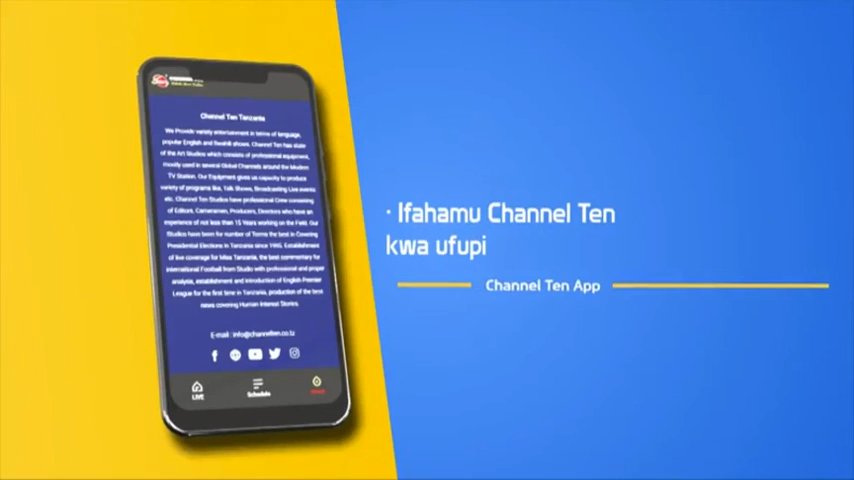 Channel Ten Tanzania
We Provide variety entertainment in terms of language,
popular English and Swahili shows. Channel Ten has state
of the Art Studios which consists of professional equipment,
mostly used in several Global Channels around the Modern
TV Station. Our Equipment gives us capacity to produce
variety of programs like, Talk Shows, Broadcasting Live events
etc. Channel Ten Studios have professional Crew consisting
of Editors, Cameramen, Producers, Directors who have an
experience of not less than 15 Years working on the Field. Our
Studios have been for number of Terms the best in Covering
Presidential Elections in Tanzania since 1995. Establishment
of live coverage for Miss Tanzania, the best commentary for
international Football from Studio with professional and proper
analysis, establishment and introduction of English Premier
League for the first time in Tanzania, production of the best
news covering Human Interest Stories.
E-mail : info@channelten.co.tz
LIVE
Schedule
· Ifahamu Channel Ten
kwa ufupi
Channel Ten App